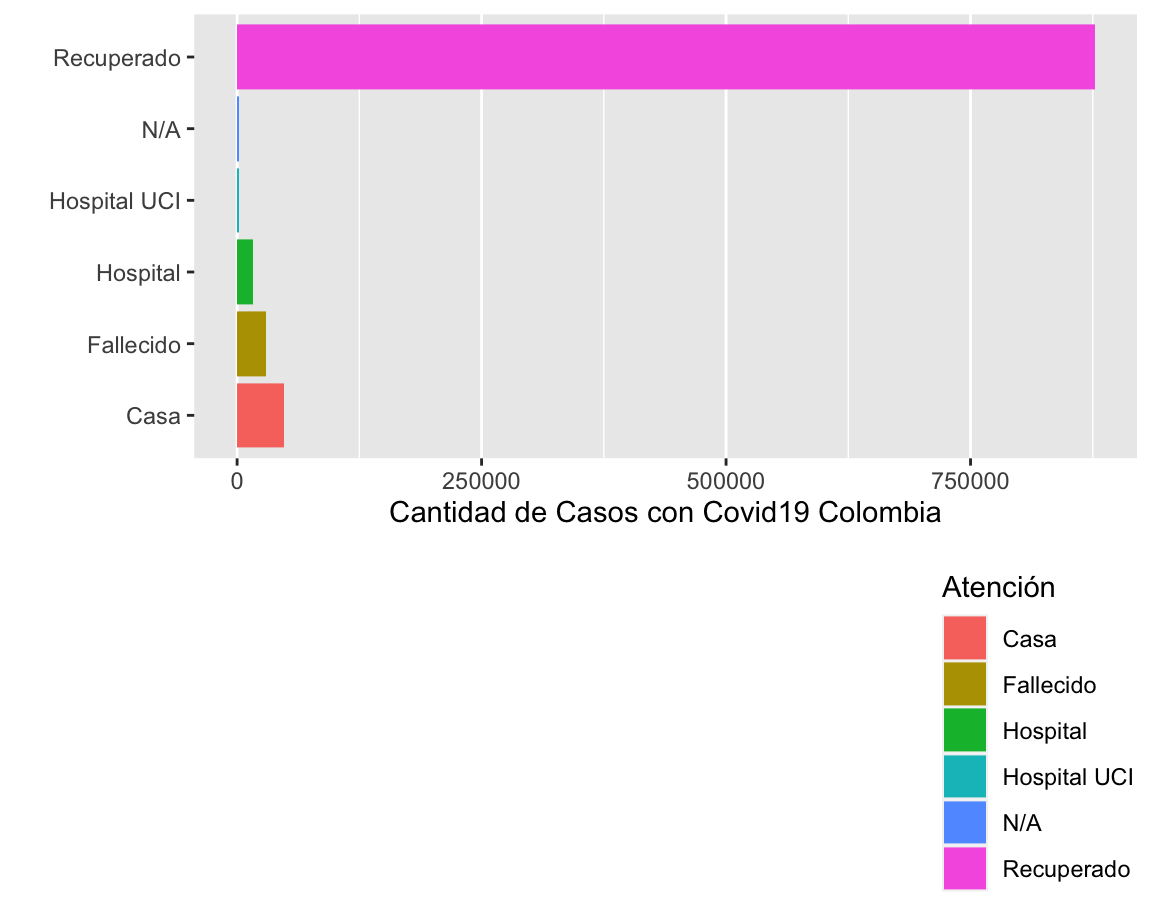 Recuperado
N/A
Hospital UCI
Hospital
Fallecido
Casa
0 250000 500000 750000
Cantidad de Casos con Covid19 Colombia
Atención
Casa
Fallecido
Hospital
Hospital UCI
N/A
Recuperado